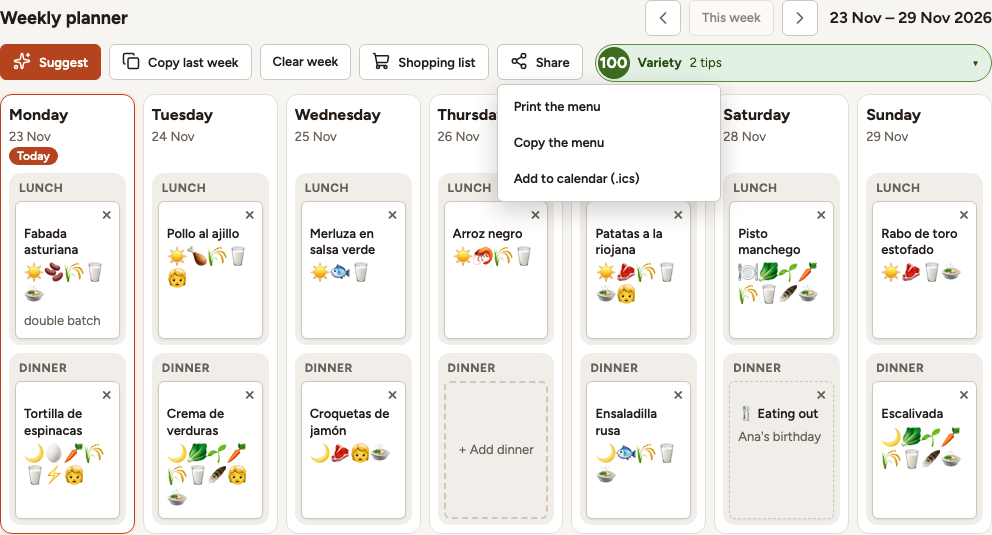 Weekly planner
This week
23 Nov – 29 Nov 2026
Suggest
Copy last week
Clear week
Shopping list
Share
100 Variety 2 tips
Print the menu
Copy the menu
Add to calendar (.ics)
Monday
23 Nov
Today
LUNCH
Fabada
asturiana
double batch
DINNER
Tortilla de
espinacas
Tuesday
24 Nov
LUNCH
Pollo al ajillo
DINNER
Crema de
verduras
Wednesday
25 Nov
LUNCH
Merluza en
salsa verde
DINNER
Croquetas de
jamón
Thursda
26 Nov
LUNCH
Arroz negro
DINNER
+ Add dinner
Patatas a la
riojana
DINNER
Ensaladilla
rusa
Saturday
28 Nov
LUNCH
Pisto
manchego
DINNER
Eating out
Ana's birthday
Sunday
29 Nov
LUNCH
Rabo de toro
estofado
DINNER
Escalivada